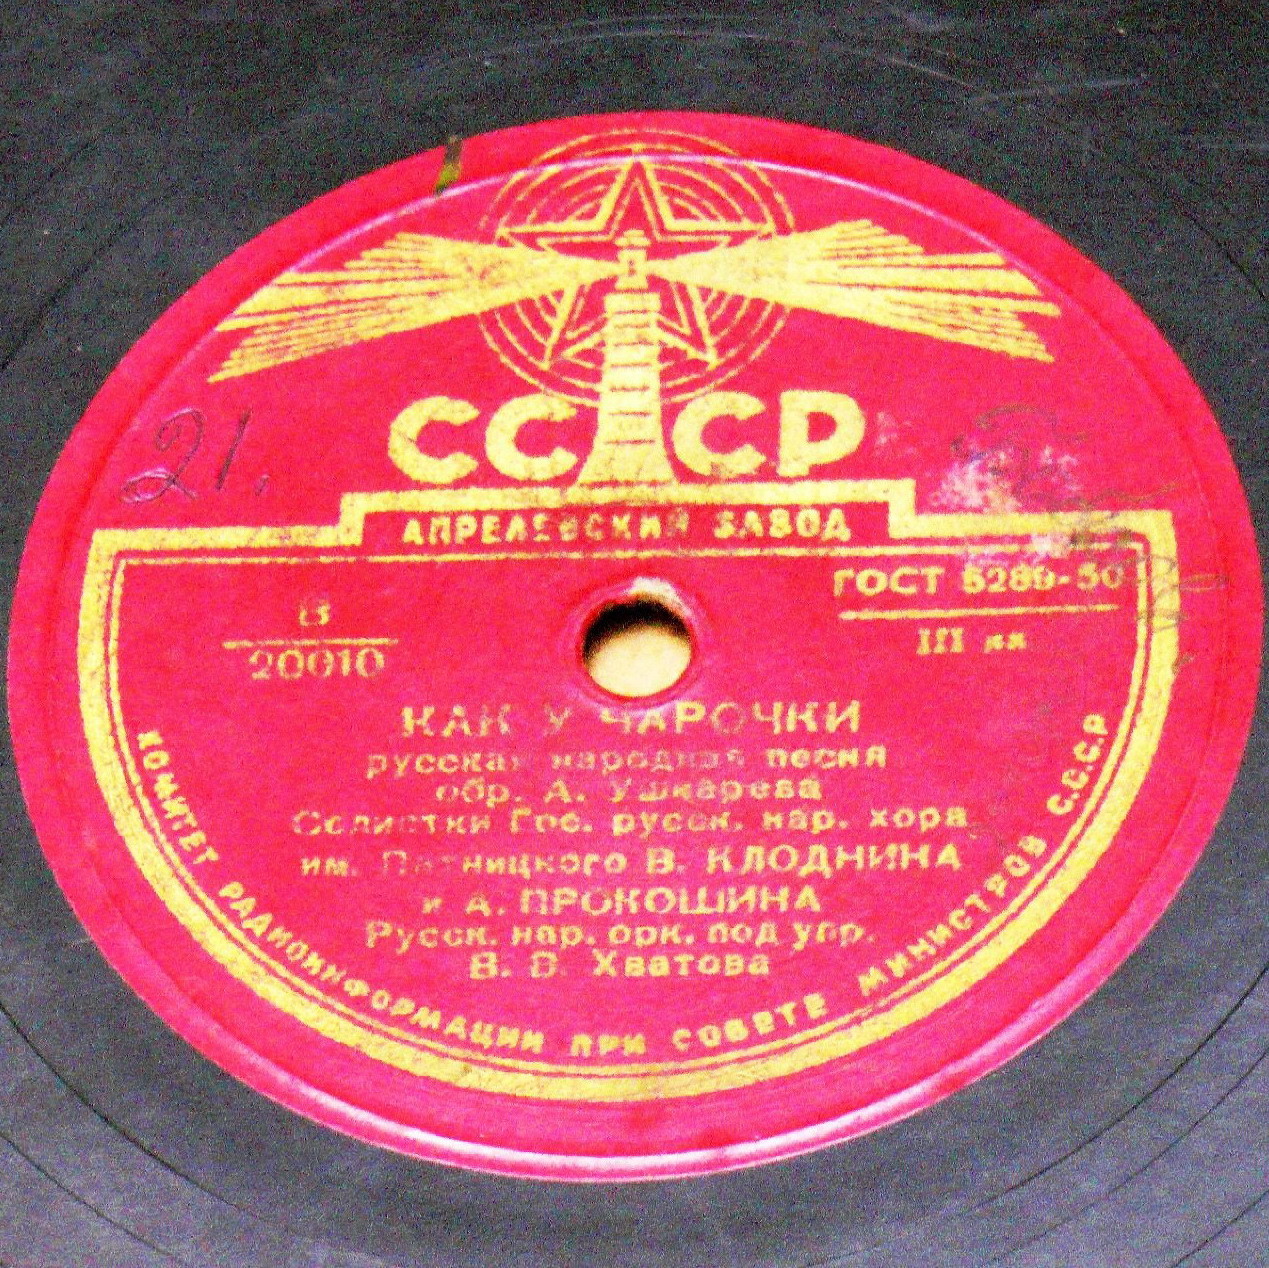 СССР
АПРЕЛЕВСКИЙ ЗАВОД
21.
ГОСТ 5289-50
III кл
В
20010
КАК У ЧАРОЧКИ
русская народная песня
обр. А. Ушкарева
Солистки Гос. русск. нар. хора
им. Пятницкого В. КЛОДНИНА
и А. ПРОКОШИНА
Русск. нар. орк. под упр.
В. В. Хватова
КОМИТЕТ РАДИОИНФОРМАЦИИ ПРИ СОВЕТЕ МИНИСТРОВ С.С.С.Р